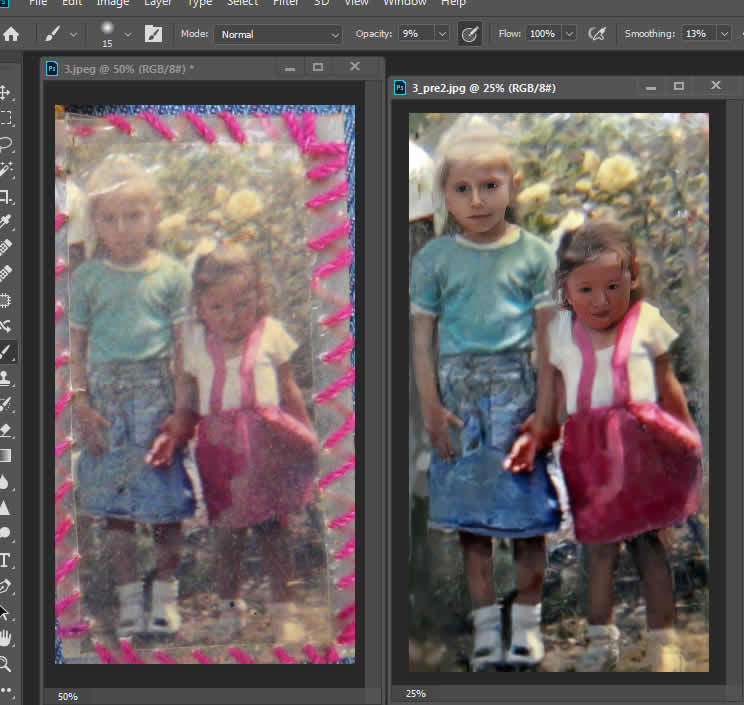 File Edit Image Layer Type Select Filter 3D View Window Help
15 Mode: Normal Opacity: 9% Flow: 100% Smoothing: 13%
Ps 3.jpeg @ 50% (RGB/8#) *
Ps 3_pre2.jpg @ 25% (RGB/8#)
50%
25%